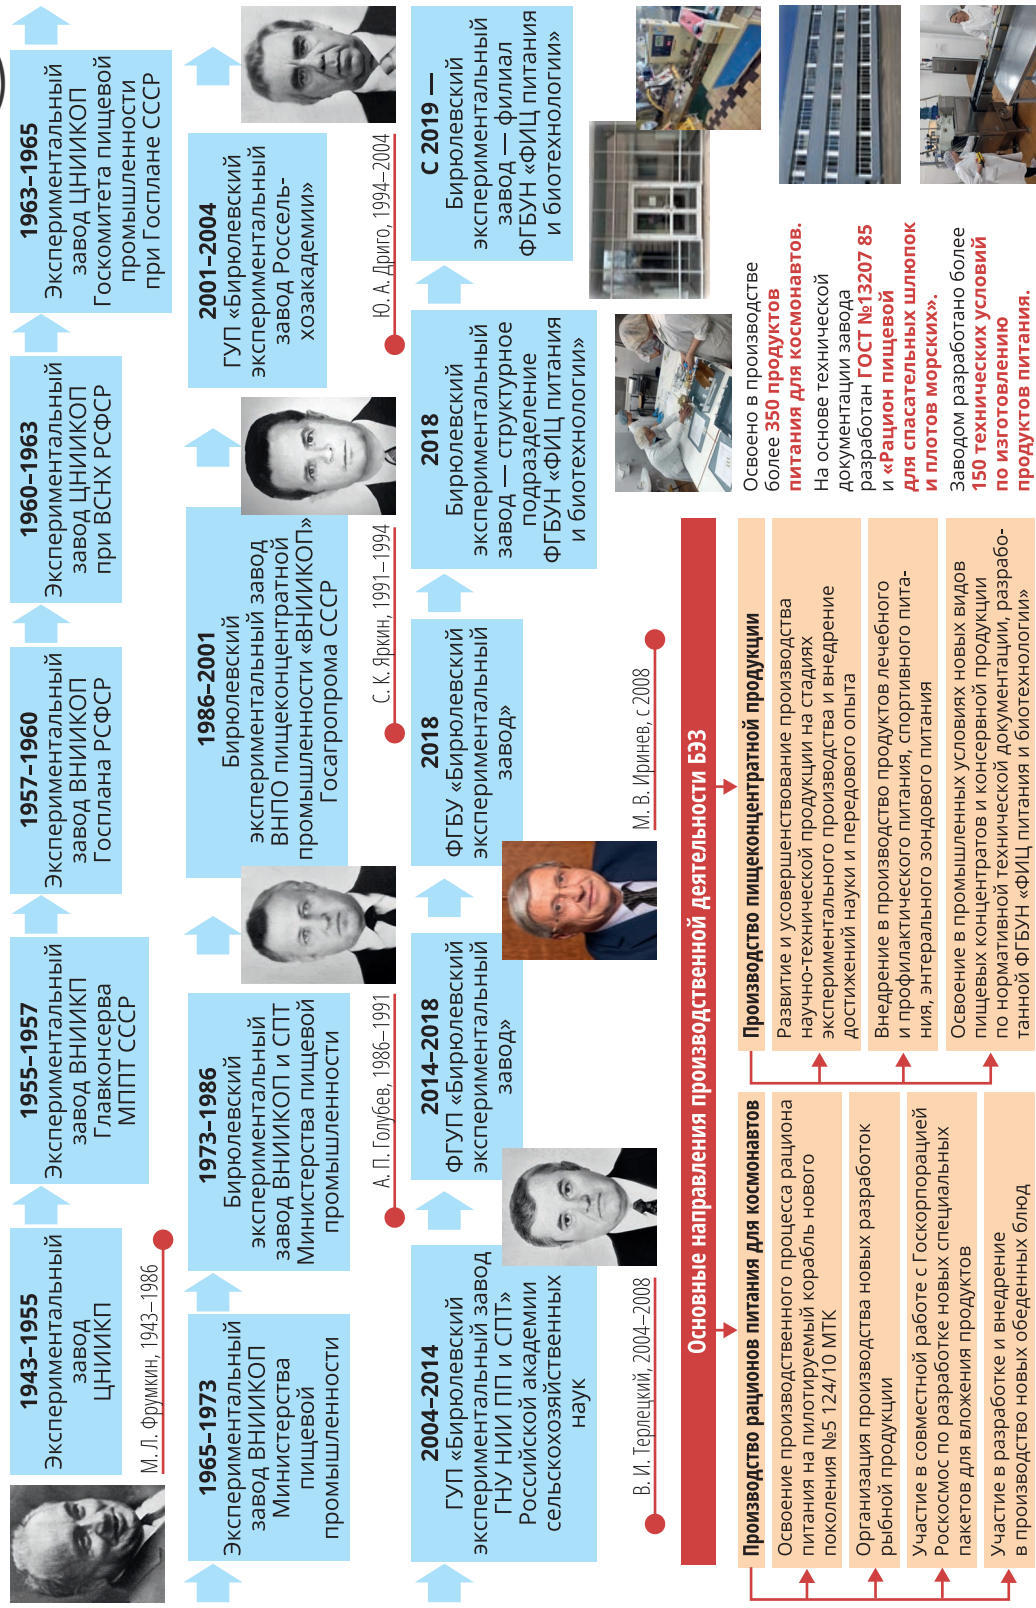 1943–1955
Экспериментальный
завод
ЦНИИКП
1955–1957
Экспериментальный
завод ВНИИКП
Главконсерва
МППТ СССР
1957–1960
Экспериментальный
завод ВНИИКОП
Госплана РСФСР
1960–1963
Экспериментальный
завод ЦНИИКОП
при ВСНХ РСФСР
1963–1965
Экспериментальный
завод ЦНИИКОП
Госкомитета пищевой
промышленности
при Госплане СССР
М. Л. Фрумкин, 1943–1986
1965–1973
Экспериментальный
завод ВНИИКОП
Министерства
пищевой
промышленности
1973–1986
Бирюлевский
экспериментальный
завод ВНИИКОП и СПТ
Министерства пищевой
промышленности
1986–2001
Бирюлевский
экспериментальный завод
ВНПО пищеконцентратной
промышленности «ВНИИКОП»
Госагропрома СССР
2001–2004
ГУП «Бирюлевский
экспериментальный
завод Россель-
хозакадемии»
А. П. Голубев, 1986–1991
С. К. Яркин, 1991–1994
Ю. А. Дриго, 1994–2004
2004–2014
ГУП «Бирюлевский
экспериментальный завод
ГНУ НИИ ПП и СПТ»
Российской академии
сельскохозяйственных
наук
2014–2018
ФГУП «Бирюлевский
экспериментальный
завод»
2018
ФГБУ «Бирюлевский
экспериментальный
завод»
2018
Бирюлевский
экспериментальный
завод — структурное
подразделение
ФГБУН «ФИЦ питания
и биотехнологии»
С 2019 —
Бирюлевский
экспериментальный
завод — филиал
ФГБУН «ФИЦ питания
и биотехнологии»
В. И. Терлецкий, 2004–2008
М. В. Иринев, с 2008
Основные направления производственной деятельности БЭЗ
Производство рационов питания для космонавтов
Освоение производственного процесса рациона
питания на пилотируемый корабль нового
поколения №5 124/10 МТК
Организация производства новых разработок
рыбной продукции
Участие в совместной работе с Госкорпорацией
Роскосмос по разработке новых специальных
пакетов для вложения продуктов
Участие в разработке и внедрение
в производство новых обеденных блюд
Производство пищеконцентратной продукции
Развитие и усовершенствование производства
научно-технической продукции на стадиях
экспериментального производства и внедрение
достижений науки и передового опыта
Внедрение в производство продуктов лечебного
и профилактического питания, спортивного пита-
ния, энтерального зондового питания
Освоение в промышленных условиях новых видов
пищевых концентратов и консервной продукции
по нормативной технической документации, разрабо-
танной ФГБУН «ФИЦ питания и биотехнологии»
Освоено в производстве
более 350 продуктов
питания для космонавтов.
На основе технической
документации завода
разработан ГОСТ №13207 85
и «Рацион пищевой
для спасательных шлюпок
и плотов морских».
Заводом разработано более
150 технических условий
по изготовлению
продуктов питания.